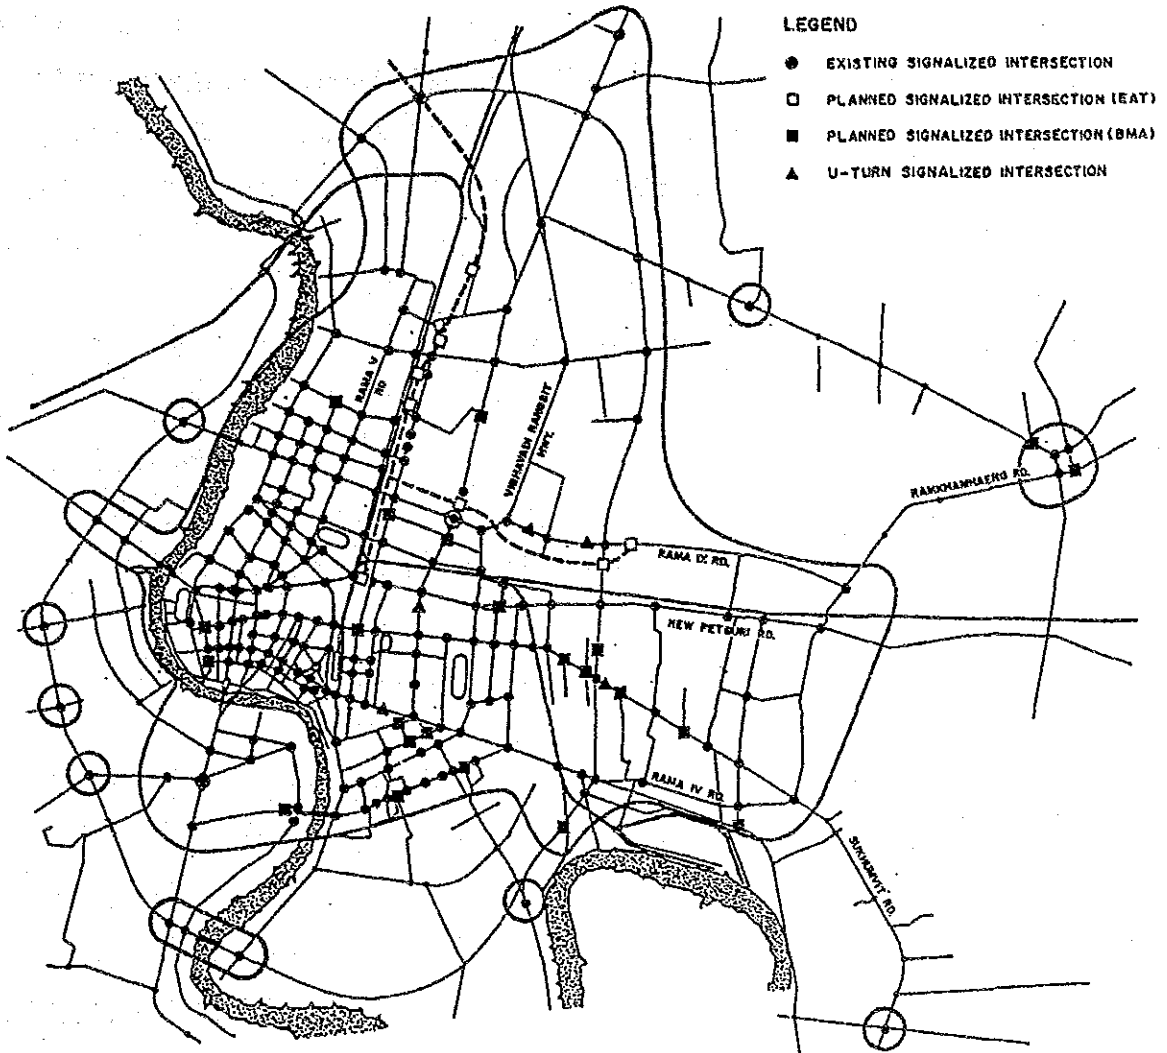 LEGEND
EXISTING SIGNALIZED INTERSECTION
PLANNED SIGNALIZED INTERSECTION (EAT)
PLANNED SIGNALIZED INTERSECTION (BMA)
U-TURN SIGNALIZED INTERSECTION
RAMA V
RD
VIBHAVADI RANGSIT
HWY.
RAMKHAMHAENG RD.
RAMA IX RD.
NEW PETBURI RD.
RAMA IV RD.
SUKHUMVIT RD.